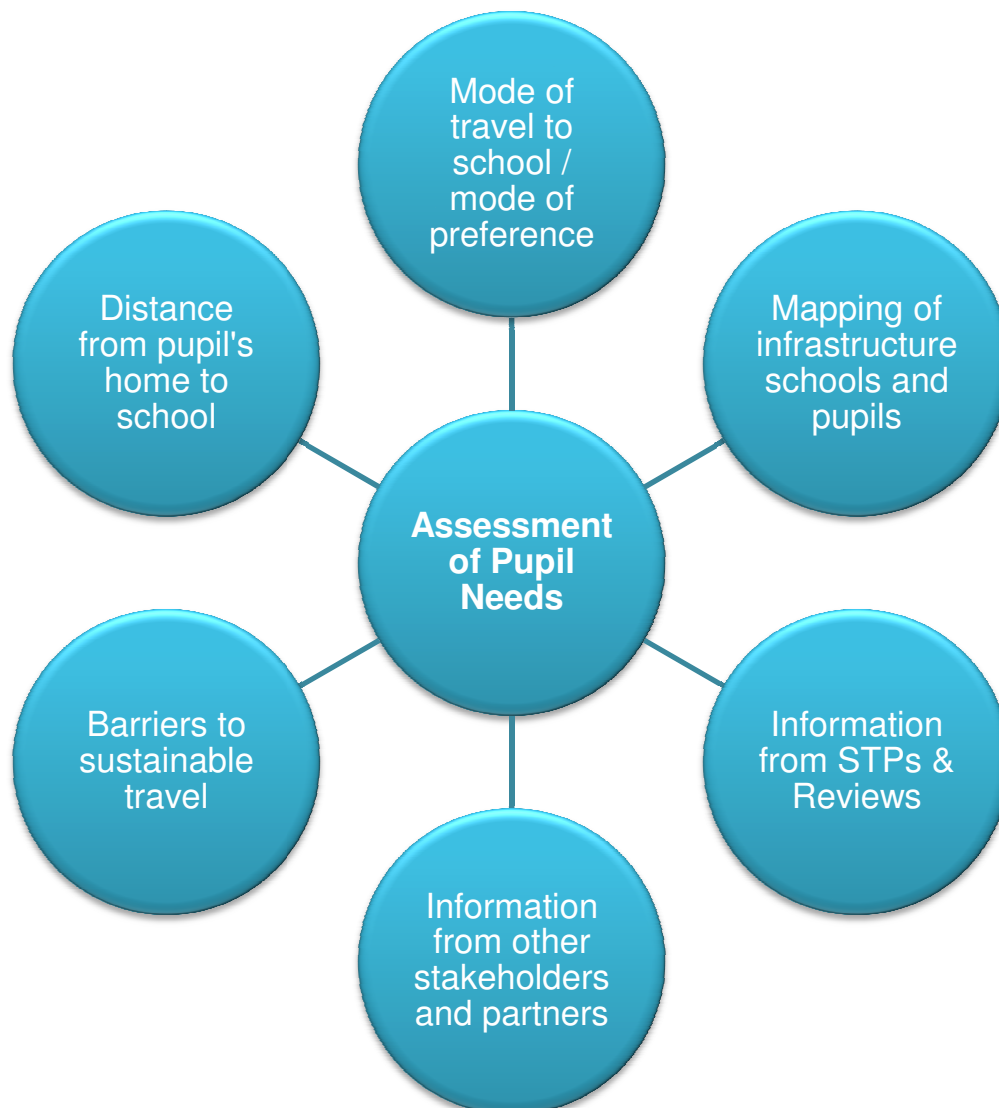 Mode of
travel to
school /
mode of
preference
Distance
from pupil's
home to
school
Mapping of
infrastructure
schools and
pupils
Assessment
of Pupil
Needs
Barriers to
sustainable
travel
Information
from STPs &
Reviews
Information
from other
stakeholders
and partners